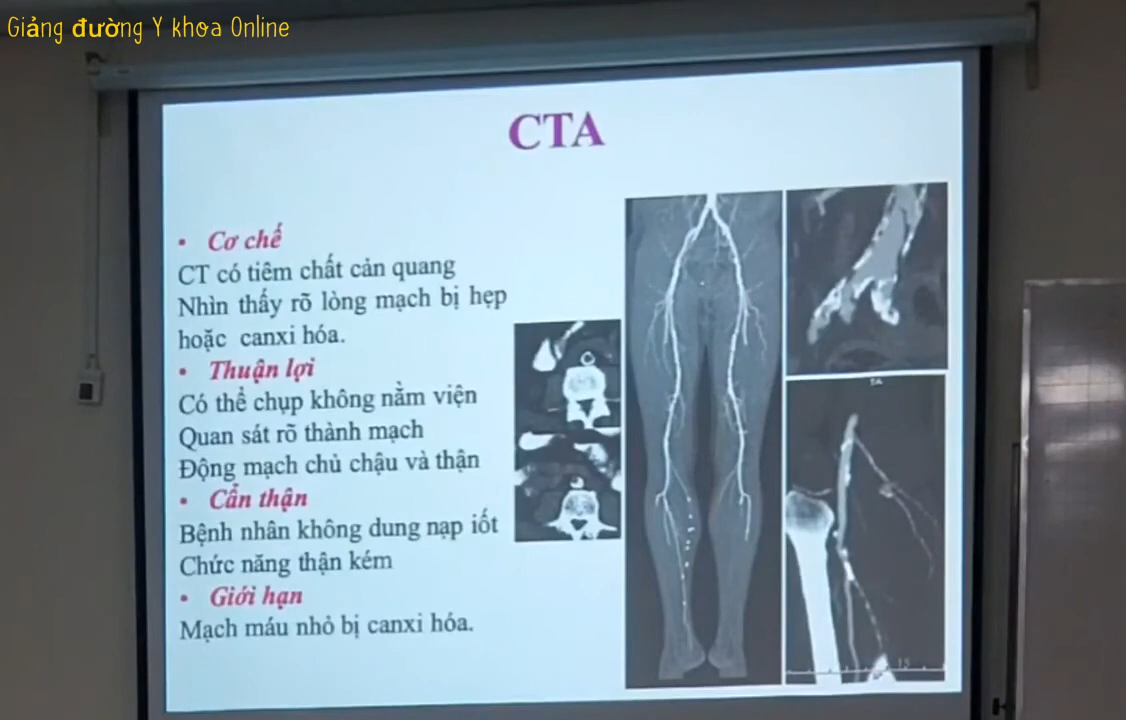 Giảng đường Y khoa Online
CTA
• Cơ chế
CT có tiêm chất cản quang
Nhìn thấy rõ lòng mạch bị hẹp
hoặc canxi hóa.
• Thuận lợi
Có thể chụp không nằm viện
Quan sát rõ thành mạch
Động mạch chủ chậu và thận
• Cẩn thận
Bệnh nhân không dung nạp iốt
Chức năng thận kém
• Giới hạn
Mạch máu nhỏ bị canxi hóa.